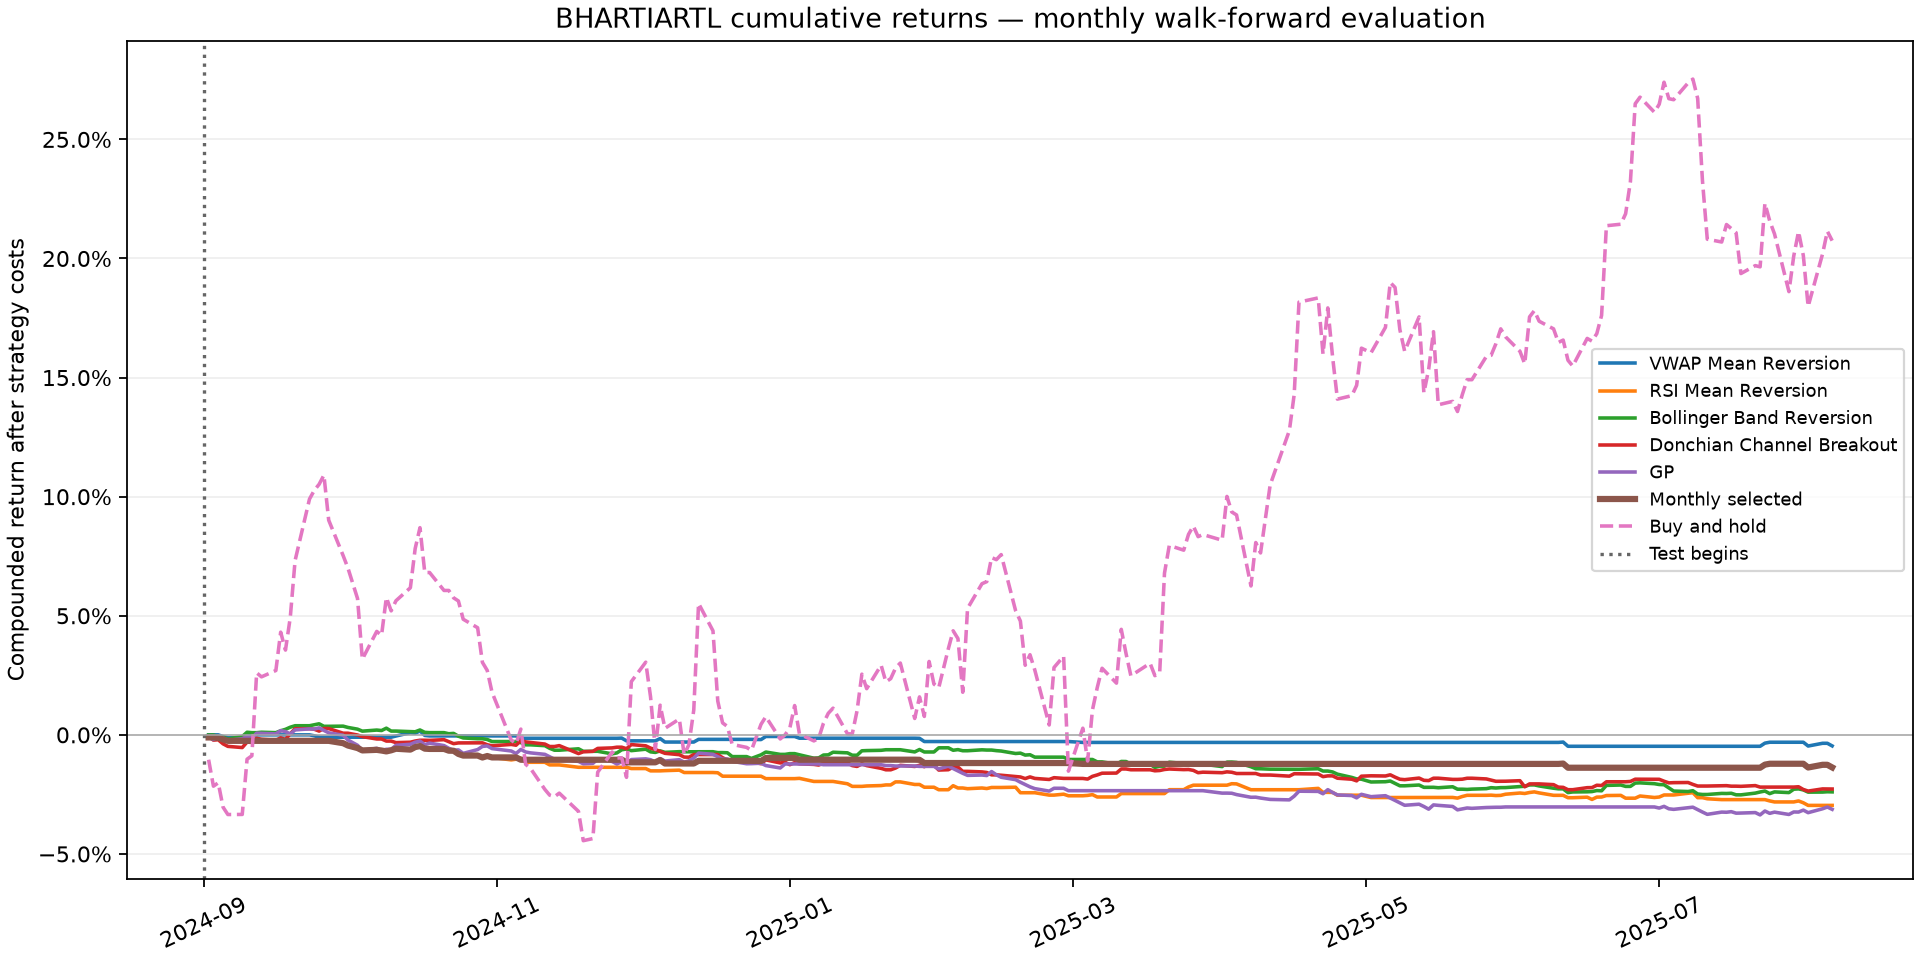 BHARTIARTL cumulative returns — monthly walk-forward evaluation
Compounded return after strategy costs
25.0%
20.0%
15.0%
10.0%
5.0%
0.0%
−5.0%
VWAP Mean Reversion
RSI Mean Reversion
Bollinger Band Reversion
Donchian Channel Breakout
GP
Monthly selected
Buy and hold
Test begins
2024-09
2024-11
2025-01
2025-03
2025-05
2025-07